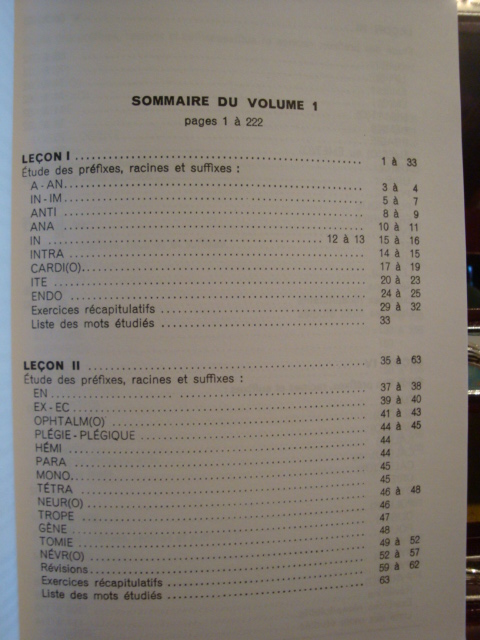 SOMMAIRE DU VOLUME 1
pages 1 à 222
LEÇON I ........ 1 à 33
Étude des préfixes, racines et suffixes :
A - AN ........ 3 à 4
IN - IM ........ 5 à 7
ANTI ........ 8 à 9
ANA ........ 10 à 11
IN ........ 12 à 13 15 à 16
INTRA ........ 14 à 15
CARDI(O) ........ 17 à 19
ITE ........ 20 à 23
ENDO ........ 24 à 25
Exercices récapitulatifs ........ 29 à 32
Liste des mots étudiés ........ 33
LEÇON II ........ 35 à 63
Étude des préfixes, racines et suffixes :
EN ........ 37 à 38
EX - EC ........ 39 à 40
OPHTALM(O) ........ 41 à 43
PLÉGIE - PLÉGIQUE ........ 44 à 45
HÉMI ........ 44
PARA ........ 44
MONO ........ 45
TÉTRA ........ 45
NEUR(O) ........ 46 à 48
TROPE ........ 46
GÈNE ........ 47
TOMIE ........ 48
NÉVR(O) ........ 49 à 52
Révisions ........ 52 à 57
Exercices récapitulatifs ........ 59 à 62
Liste des mots étudiés ........ 63